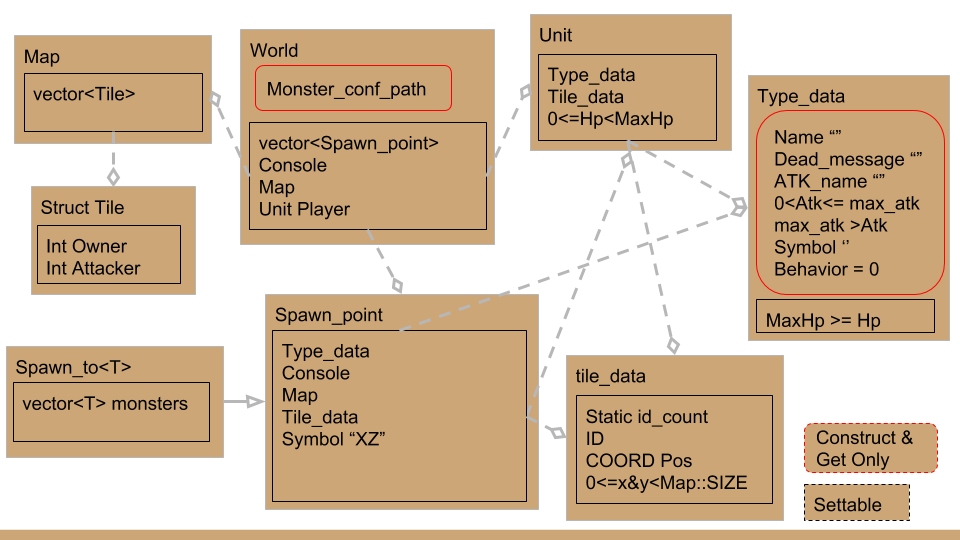 Map
vector<Tile>
World
Monster_conf_path
vector<Spawn_point>
Console
Map
Unit Player
Unit
Type_data
Tile_data
0<=Hp<MaxHp
Type_data
Name “”
Dead_message “”
ATK_name “”
0<Atk<= max_atk
max_atk >Atk
Symbol ‘’
Behavior = 0
MaxHp >= Hp
Struct Tile
Int Owner
Int Attacker
Spawn_point
Type_data
Console
Map
Tile_data
Symbol “XZ”
Spawn_to<T>
vector<T> monsters
tile_data
Static id_count
ID
COORD Pos
0<=x&y<Map::SIZE
Construct &
Get Only
Settable